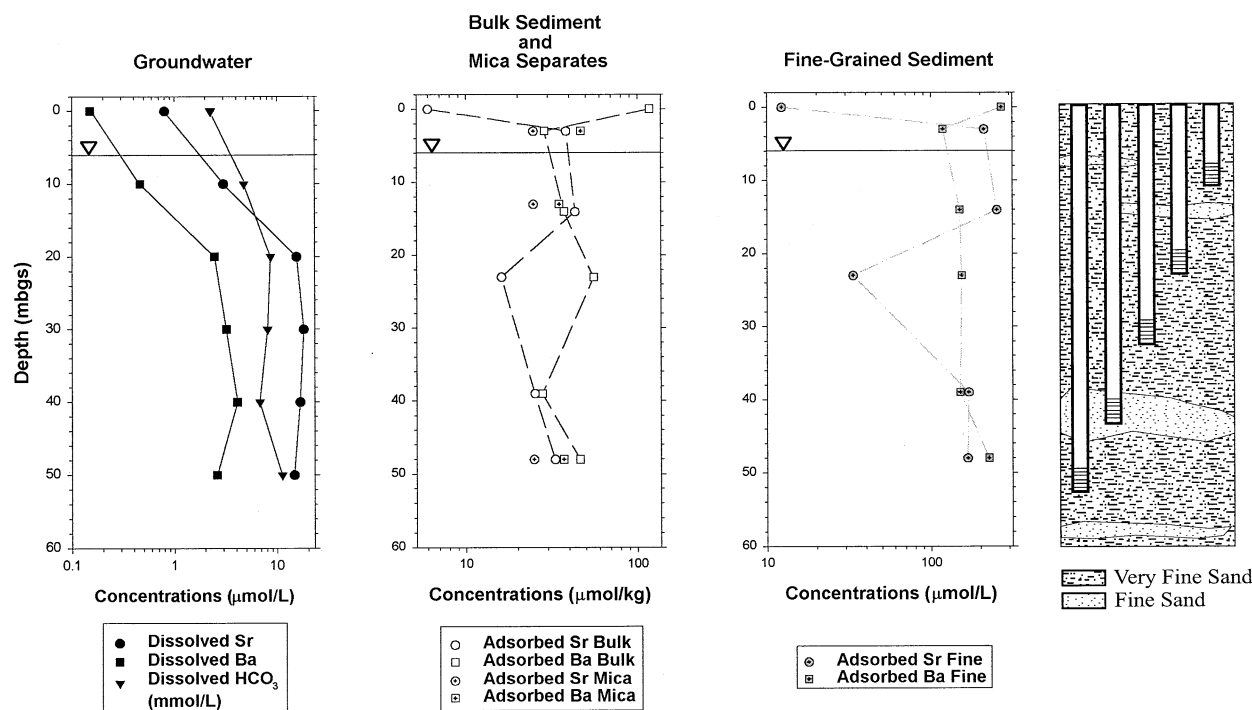 Groundwater
Bulk Sediment
and
Mica Separates
Fine-Grained Sediment
Depth (mbgs)
0
10
20
30
40
50
60
0.1
1
10
Concentrations (μmol/L)
Dissolved Sr
Dissolved Ba
Dissolved HCO₃
(mmol/L)
0
10
20
30
40
50
60
10
100
Concentrations (μmol/kg)
Adsorbed Sr Bulk
Adsorbed Ba Bulk
Adsorbed Sr Mica
Adsorbed Ba Mica
0
10
20
30
40
50
60
10
100
Concentrations (μmol/L)
Adsorbed Sr Fine
Adsorbed Ba Fine
Very Fine Sand
Fine Sand